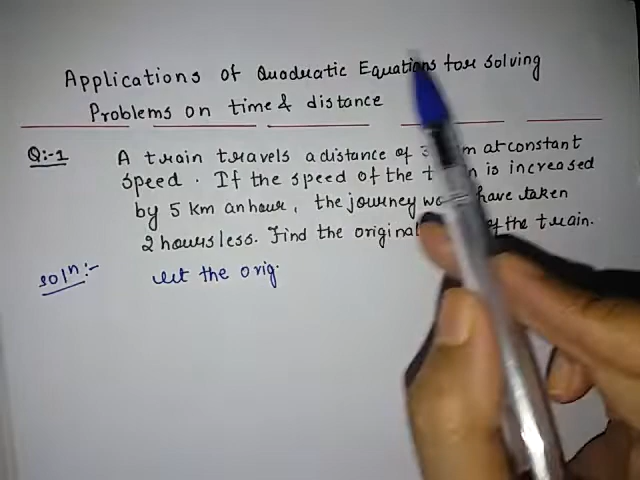 Applications of Quadratic Equations for solving
Problems on time & distance
Q:-1 A train travels a distance of 3 m at constant
speed. If the speed of the t n is increased
by 5 km an hour, the journey wo have taken
2 hours less. Find the original of the train.
Soln:- Let the orig.